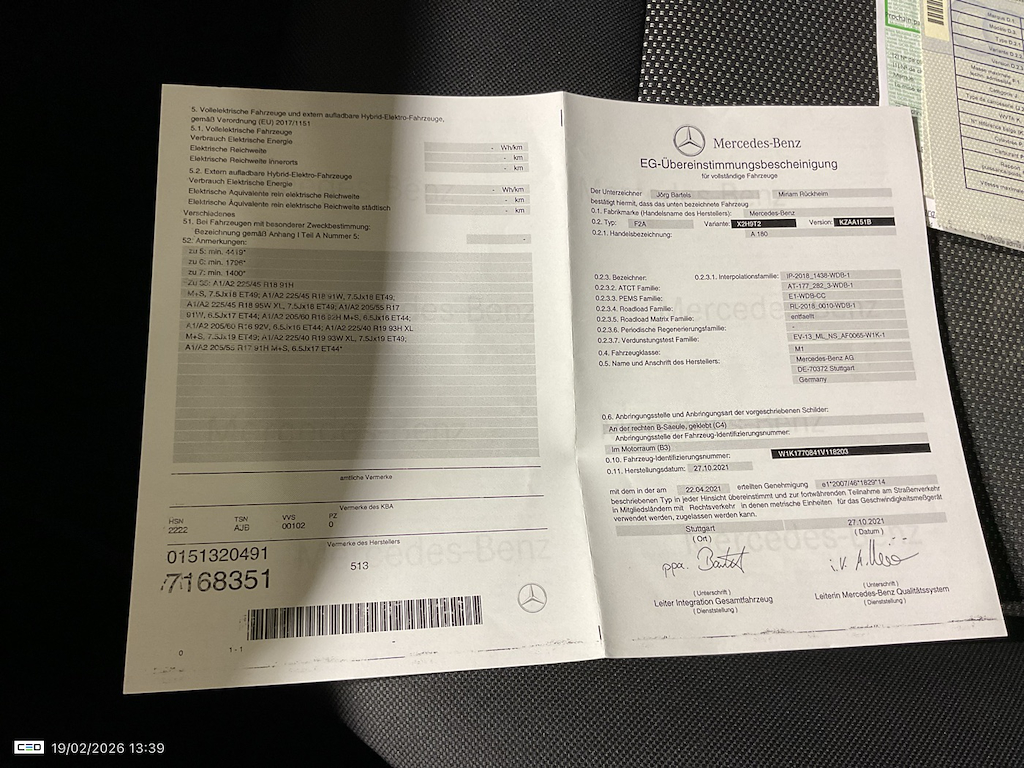 5. Vollelektrische Fahrzeuge und extern aufladbare Hybrid-Elektro-Fahrzeuge,
gemäß Verordnung (EU) 2017/1151
5.1. Vollelektrische Fahrzeuge
Verbrauch Elektrische Energie - Wh/km
Elektrische Reichweite - km
Elektrische Reichweite innerorts - km
5.2. Extern aufladbare Hybrid-Elektro-Fahrzeuge
Verbrauch Elektrische Energie - Wh/km
Elektrische Äquivalente rein elektrische Reichweite - km
Elektrische Äquivalente rein elektrische Reichweite städtisch - km
Verschiedenes
51. Bei Fahrzeugen mit besonderer Zweckbestimmung:
Bezeichnung gemäß Anhang I Teil A Nummer 5: -
52. Anmerkungen:
zu 5: min. 4419*
zu 6: min. 1796*
zu 7: min. 1400*
zu 35: A1/A2 225/45 R18 91H
M+S, 7.5Jx18 ET49; A1/A2 225/45 R18 91W, 7.5Jx18 ET49;
A1/A2 225/45 R18 95W XL, 7.5Jx18 ET49; A1/A2 205/55 R17
91W, 6.5Jx17 ET44; A1/A2 205/60 R16 92H M+S, 6.5Jx16 ET44;
A1/A2 205/60 R16 92V, 6.5Jx16 ET44; A1/A2 225/40 R19 93H XL
M+S, 7.5Jx19 ET49; A1/A2 225/40 R19 93W XL, 7.5Jx19 ET49;
A1/A2 205/55 R17 91H M+S, 6.5Jx17 ET44*
amtliche Vermerke
Vermerke des KBA
HSN TSN VVS PZ
2222 AJB 00102 0
Vermerke des Herstellers
0151320491
7168351
513
0 1 - 1 -
Mercedes-Benz
EG-Übereinstimmungsbescheinigung
für vollständige Fahrzeuge
Der Unterzeichner Jörg Bartels Miriam Rückheim
bestätigt hiermit, dass das unten bezeichnete Fahrzeug
0.1. Fabrikmarke (Handelsname des Herstellers): Mercedes-Benz
0.2. Typ: F2A Variante: X2H9T2 Version: KZAA151B
0.2.1. Handelsbezeichnung: A 180
0.2.3. Bezeichner: 0.2.3.1. Interpolationsfamilie: IP-2018_1438-WDB-1
0.2.3.2. ATCT Familie: AT-177_282_3-WDB-1
0.2.3.3. PEMS Familie: E1-WDB-CC
0.2.3.4. Roadload Familie: RL-2018_0010-WDB-1
0.2.3.5. Roadload Matrix Familie: entfaellt
0.2.3.6. Periodische Regenerierungsfamilie: -
0.2.3.7. Verdunstungstest Familie: EV-13_ML_NS_AF0065-W1K-1
0.4. Fahrzeugklasse: M1
0.5. Name und Anschrift des Herstellers: Mercedes-Benz AG
DE-70372 Stuttgart
Germany
0.6. Anbringungsstelle und Anbringungsart der vorgeschriebenen Schilder:
An der rechten B-Saeule, geklebt (C4)
Anbringungsstelle der Fahrzeug-Identifizierungsnummer:
Im Motorraum (B3)
0.10. Fahrzeug-Identifizierungsnummer: W1K1770841V118203
0.11. Herstellungsdatum: 27.10.2021
mit dem in der am 22.04.2021 erteilten Genehmigung e1*2007/46*1829*14
beschriebenen Typ in jeder Hinsicht übereinstimmt und zur fortwährenden Teilnahme am Straßenverkehr
in Mitgliedsländern mit Rechtsverkehr in denen metrische Einheiten für das Geschwindigkeitsmeßgerät
verwendet werden, zugelassen werden kann.
Stuttgart 27.10.2021
( Ort ) ( Datum )
ppa.
( Unterschrift ) ( Unterschrift )
Leiter Integration Gesamtfahrzeug Leiterin Mercedes-Benz Qualitätssystem
( Dienststellung ) ( Dienststellung )
CEO 19/02/2026 13:39